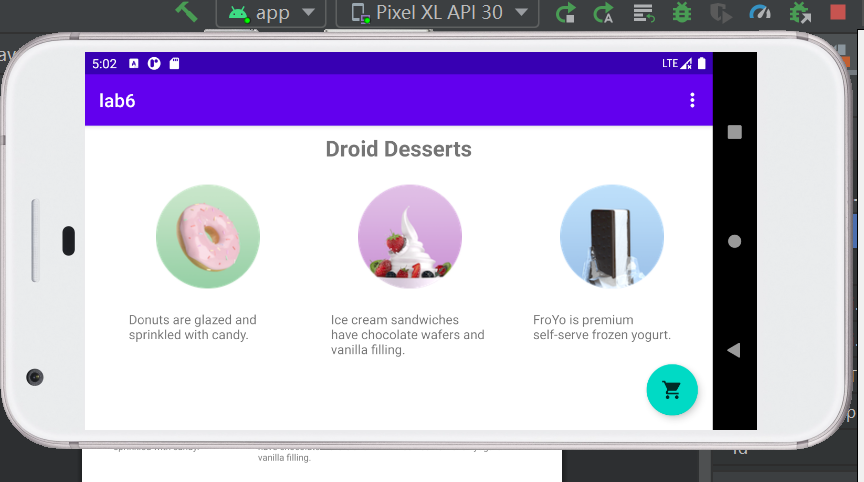 app
Pixel XL API 30
A
av
5:02
A
LTE
lab6
Droid Desserts
Donuts are glazed and
sprinkled with candy.
Ice cream sandwiches
have chocolate wafers and
vanilla filling.
FroYo is premium
self-serve frozen yogurt.
vanilla filling.